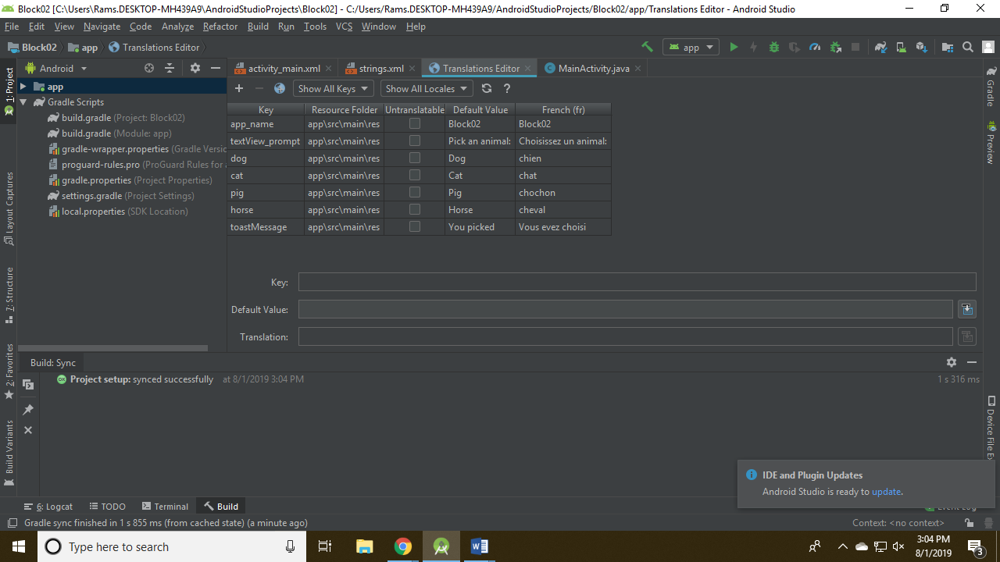 Block02 [C:\Users\Rams.DESKTOP-MH439A9\AndroidStudioProjects\Block02] - C:/Users/Rams.DESKTOP-MH439A9/AndroidStudioProjects/Block02/app/Translations Editor - Android Studio
File Edit View Navigate Code Analyze Refactor Build Run Tools VCS Window Help
Block02 app Translations Editor app
1: Project
Android
activity_main.xml strings.xml Translations Editor MainActivity.java
app
Gradle Scripts
build.gradle (Project: Block02)
build.gradle (Module: app)
gradle-wrapper.properties (Gradle Versio
proguard-rules.pro (ProGuard Rules for a
gradle.properties (Project Properties)
settings.gradle (Project Settings)
local.properties (SDK Location)
Show All Keys Show All Locales ?
Key Resource Folder Untranslatable Default Value French (fr)
app_name app\src\main\res Block02 Block02
textView_prompt app\src\main\res Pick an animal: Choisissez un animal:
dog app\src\main\res Dog chien
cat app\src\main\res Cat chat
pig app\src\main\res Pig chochon
horse app\src\main\res Horse cheval
toastMessage app\src\main\res You picked Vous evez choisi
Key:
Default Value:
Translation:
Gradle
Preview
Device File Ex
Layout Captures
7: Structure
2: Favorites
Build Variants
Build: Sync
OK Project setup: synced successfully at 8/1/2019 3:04 PM 1 s 316 ms
IDE and Plugin Updates
Android Studio is ready to update.
6: Logcat TODO Terminal Build Event Log
Gradle sync finished in 1 s 855 ms (from cached state) (a minute ago) Context: <no context>
Type here to search
3:04 PM
8/1/2019
3